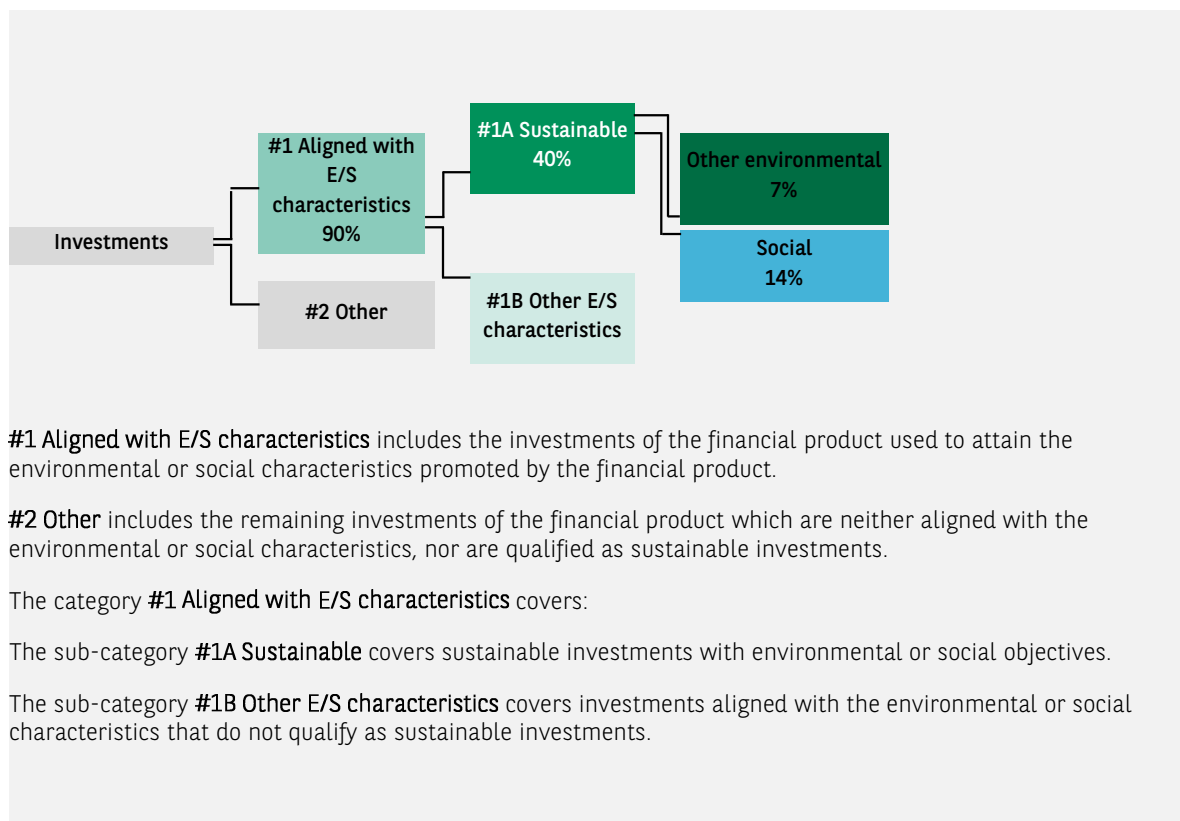 #1A Sustainable
40%
#1 Aligned with
E/S
characteristics
90%
Other environmental
7%
Investments
Social
14%
#2 Other
#1B Other E/S
characteristics
#1 Aligned with E/S characteristics includes the investments of the financial product used to attain the
environmental or social characteristics promoted by the financial product.
#2 Other includes the remaining investments of the financial product which are neither aligned with the
environmental or social characteristics, nor are qualified as sustainable investments.
The category #1 Aligned with E/S characteristics covers:
The sub-category #1A Sustainable covers sustainable investments with environmental or social objectives.
The sub-category #1B Other E/S characteristics covers investments aligned with the environmental or social
characteristics that do not qualify as sustainable investments.